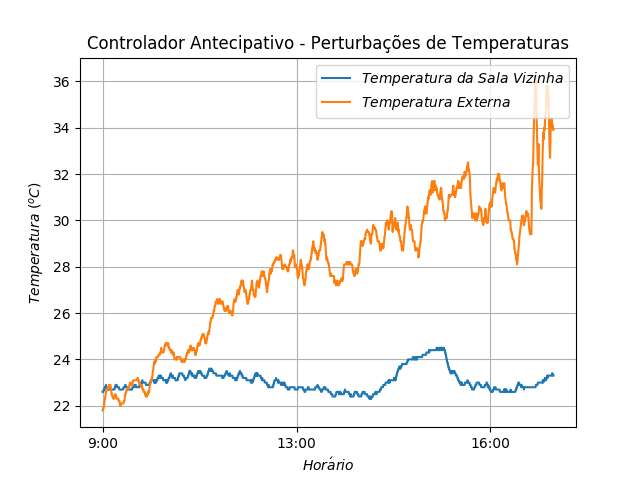 Controlador Antecipativo - Perturbações de Temperaturas
Temperatura da Sala Vizinha
Temperatura Externa
Temperatura (ºC)
36
34
32
30
28
26
24
22
9:00
13:00
16:00
Horário